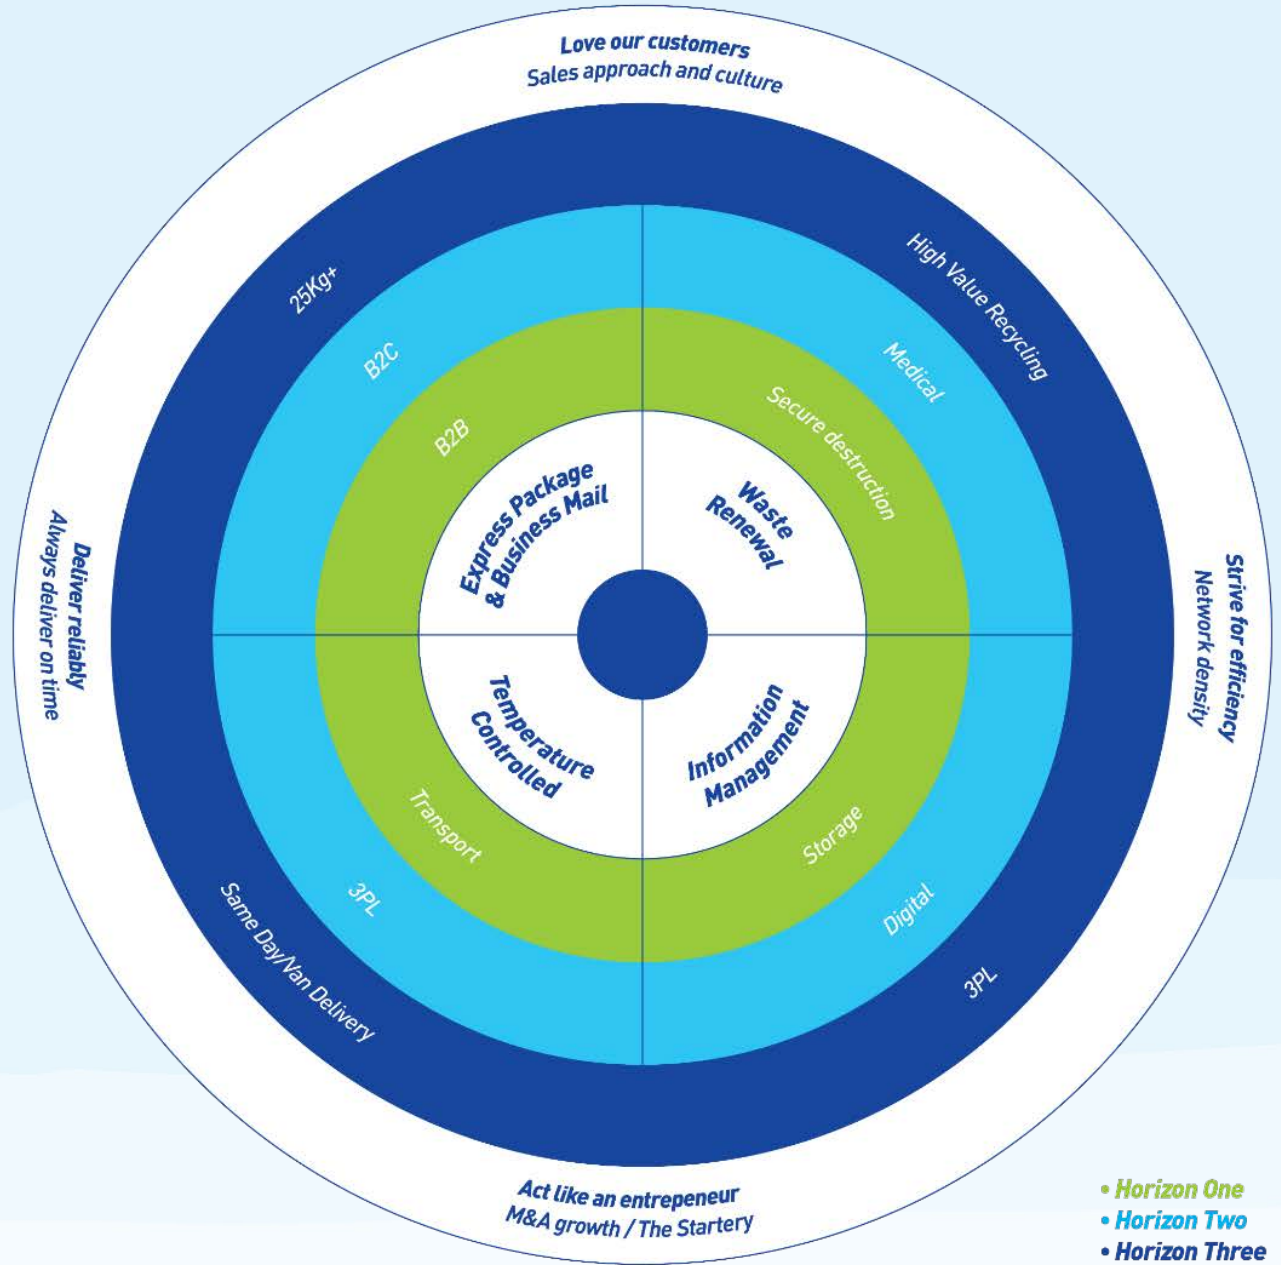 Love our customers
Sales approach and culture
25Kg+
High Value Recycling
B2C
Medical
B2B
Secure destruction
Express Package
& Business Mail
Waste
Renewal
Deliver reliably
Always deliver on time
Strive for efficiency
Network density
Temperature
Controlled
Information
Management
Transport
Storage
3PL
Digital
Same Day/Van Delivery
3PL
Act like an entrepeneur
M&A growth / The Startery
• Horizon One
• Horizon Two
• Horizon Three